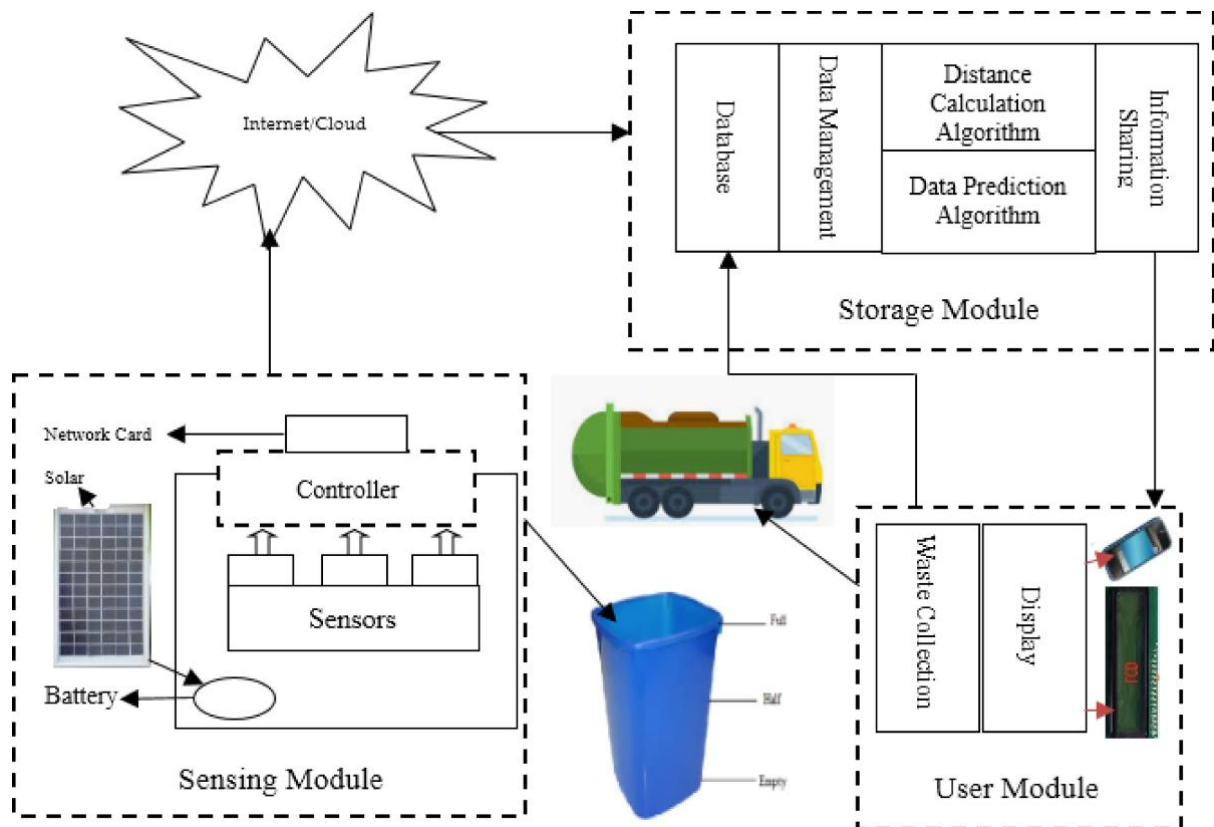 Internet/Cloud
Database
Data Management
Distance
Calculation
Algorithm
Data Prediction
Algorithm
Information
Sharing
Storage Module
Network Card
Solar
Controller
Sensors
Battery
Sensing Module
Full
Half
Empty
Waste Collection
Display
User Module